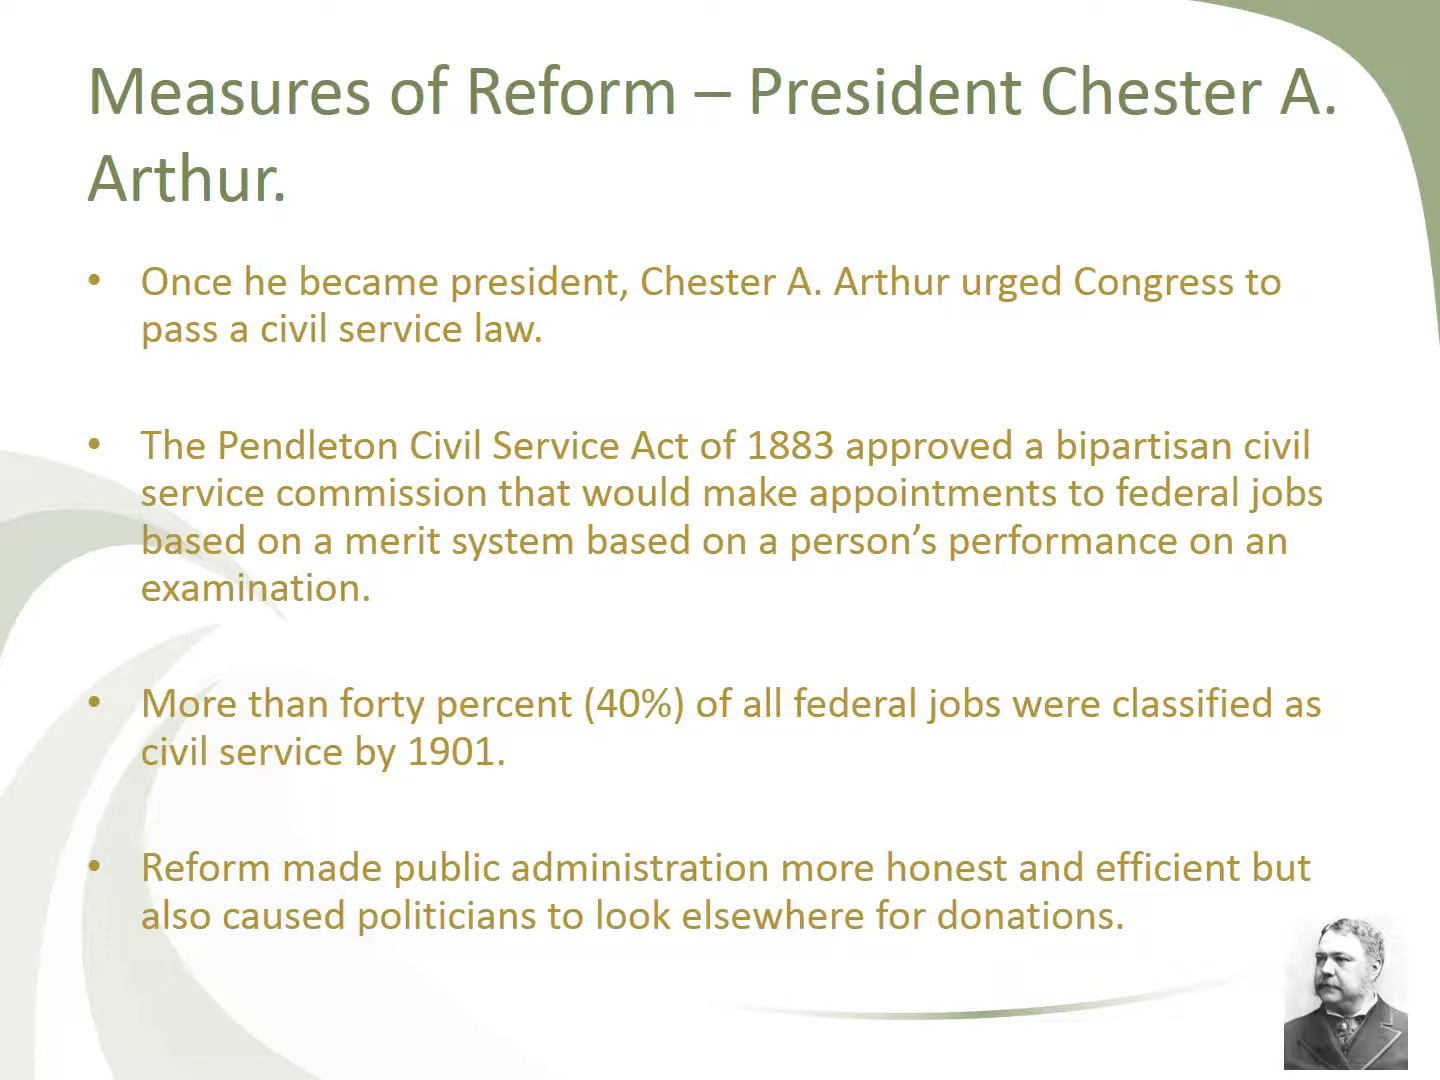 Measures of Reform – President Chester A.
Arthur.
• Once he became president, Chester A. Arthur urged Congress to
pass a civil service law.
• The Pendleton Civil Service Act of 1883 approved a bipartisan civil
service commission that would make appointments to federal jobs
based on a merit system based on a person’s performance on an
examination.
• More than forty percent (40%) of all federal jobs were classified as
civil service by 1901.
• Reform made public administration more honest and efficient but
also caused politicians to look elsewhere for donations.